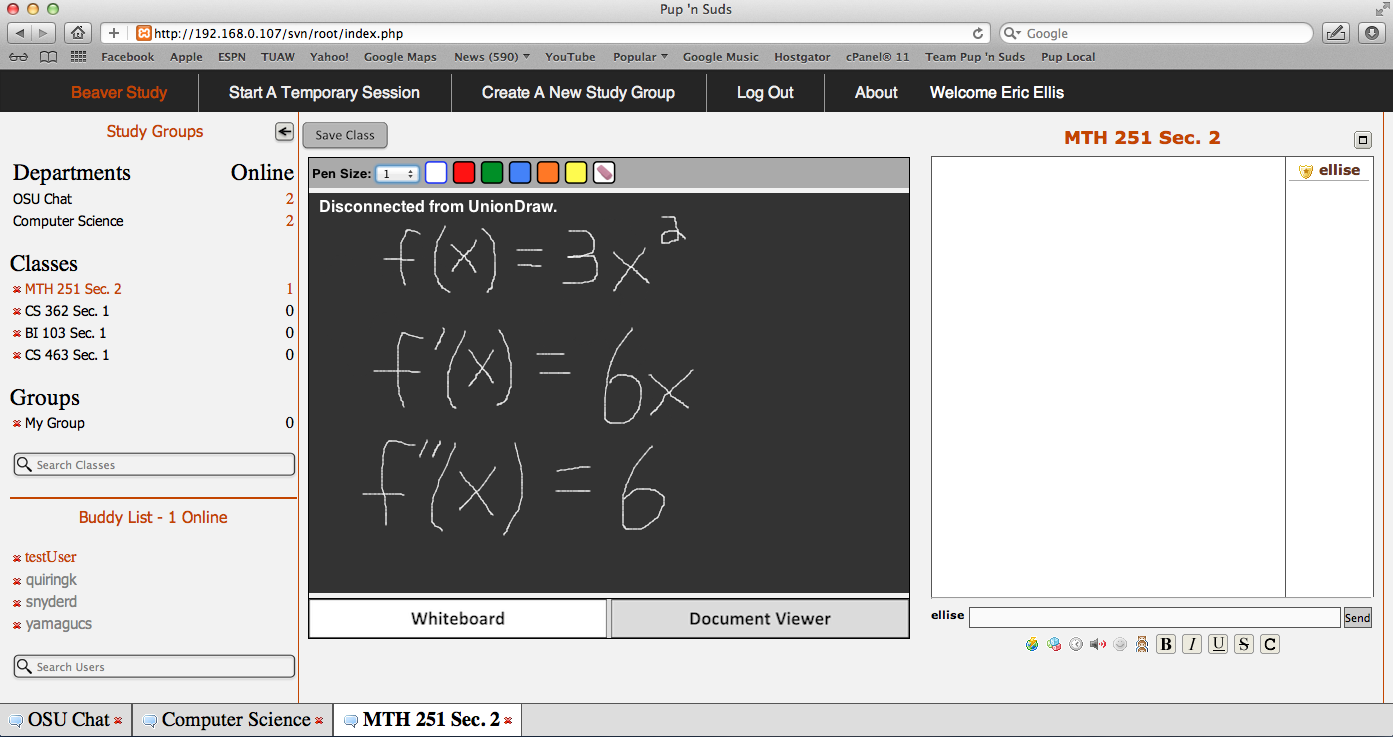 Pup 'n Suds
http://192.168.0.107/svn/root/index.php
Google
Facebook Apple ESPN TUAW Yahoo! Google Maps News (590) YouTube Popular Google Music Hostgator cPanel® 11 Team Pup 'n Suds Pup Local
Beaver Study Start A Temporary Session Create A New Study Group Log Out About Welcome Eric Ellis
Study Groups
Departments Online
OSU Chat 2
Computer Science 2
Classes
MTH 251 Sec. 2 1
CS 362 Sec. 1 0
BI 103 Sec. 1 0
CS 463 Sec. 1 0
Groups
My Group 0
Search Classes
Buddy List - 1 Online
testUser
quiringk
snyderd
yamagucs
Search Users
Save Class
Pen Size: 1
Disconnected from UnionDraw.
f(x) = 3x²
f'(x) = 6x
f"(x) = 6
Whiteboard Document Viewer
MTH 251 Sec. 2
ellise
ellise Send
B I U S C
OSU Chat Computer Science MTH 251 Sec. 2